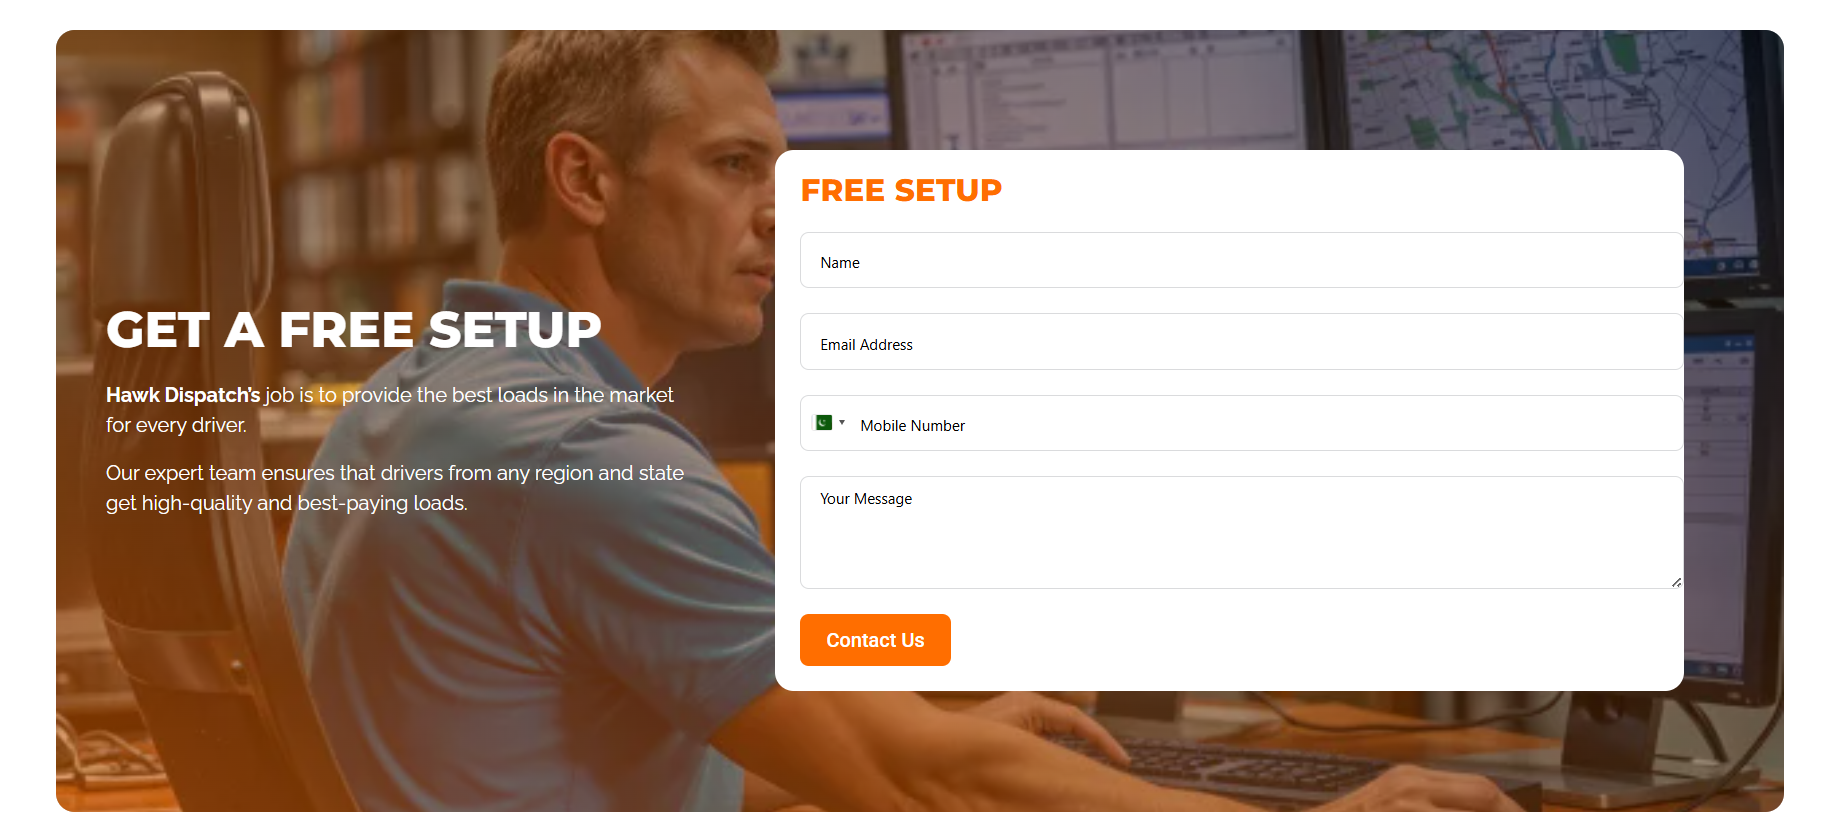 GET A FREE SETUP
Hawk Dispatch's job is to provide the best loads in the market
for every driver.
Our expert team ensures that drivers from any region and state
get high-quality and best-paying loads.
FREE SETUP
Name
Email Address
Mobile Number
Your Message
Contact Us